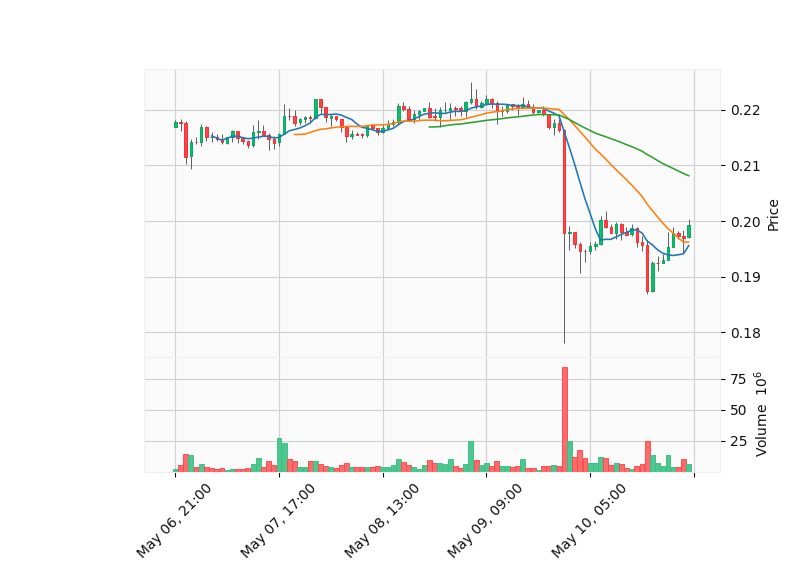 0.22
0.21
0.20
0.19
0.18
Price
75
50
25
Volume 10^6
May 06, 21:00
May 07, 17:00
May 08, 13:00
May 09, 09:00
May 10, 05:00